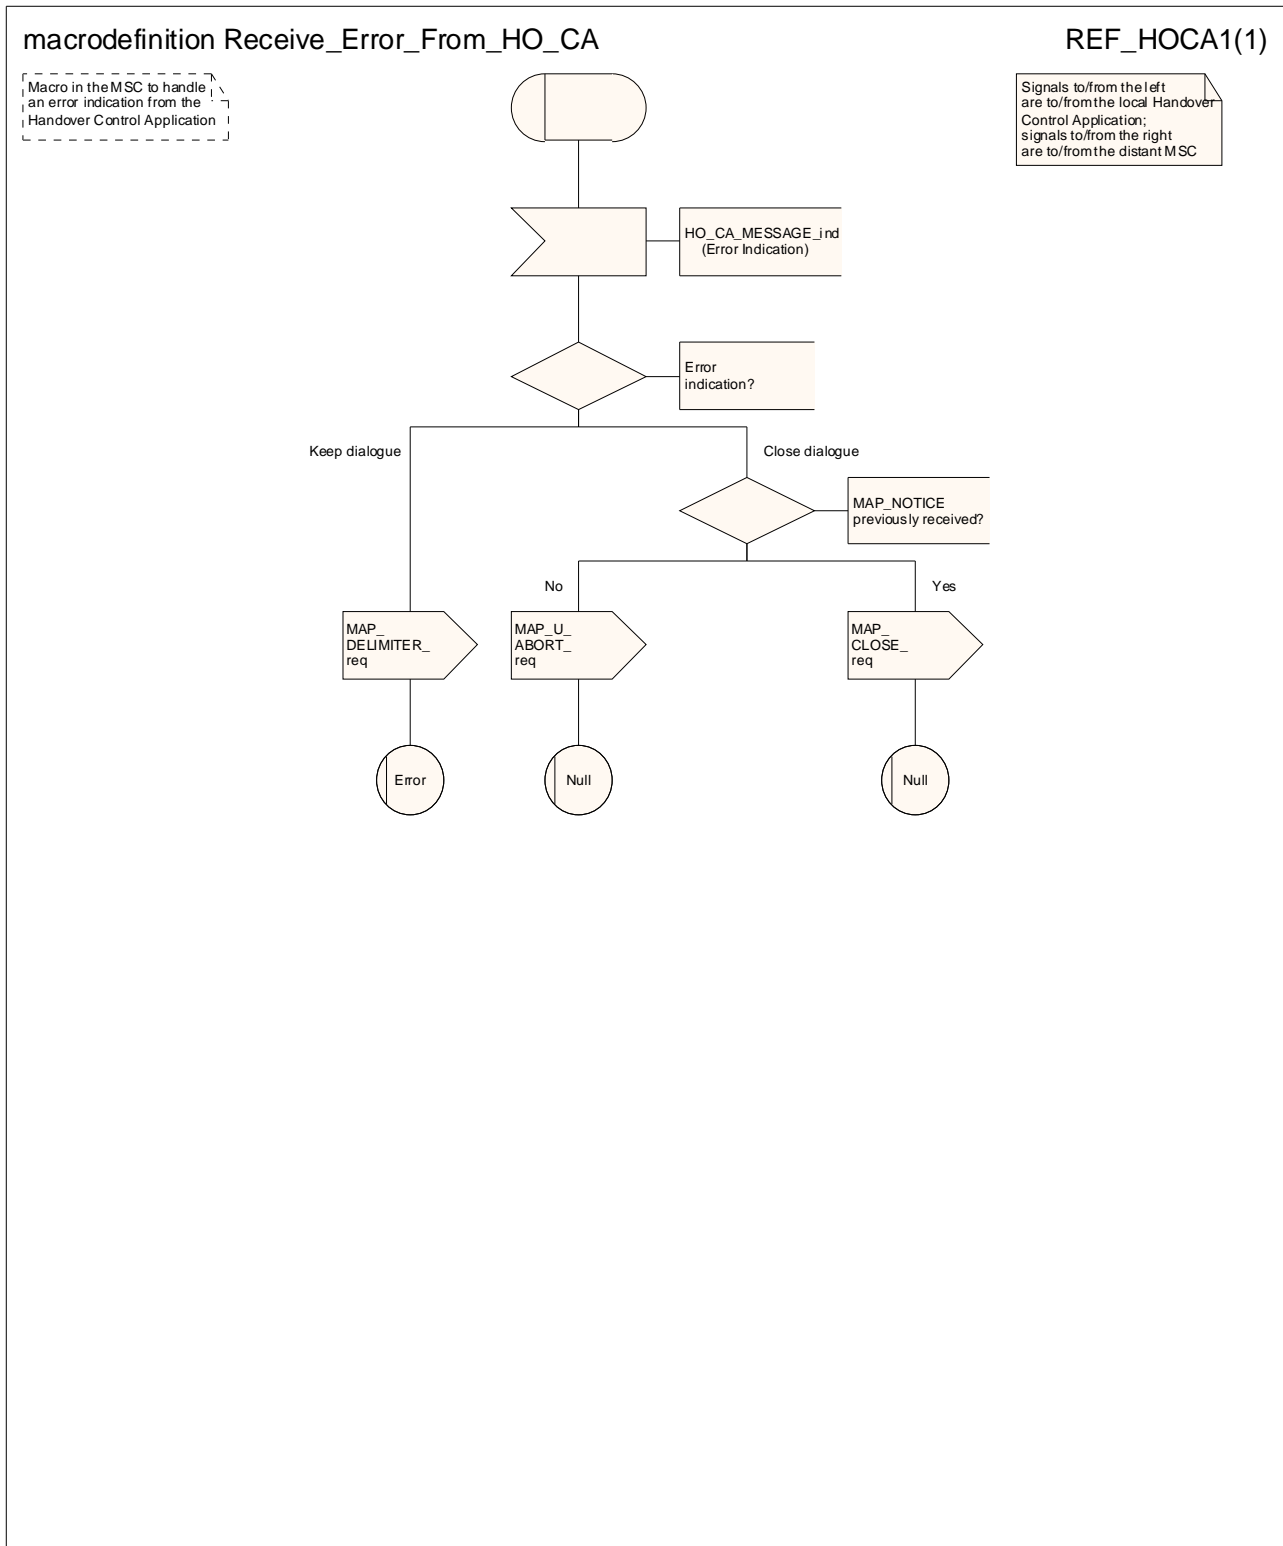 macrodefinition Receive_Error_From_HO_CA
REF_HOCA1(1)
Macro in the MSC to handle
an error indication from the
Handover Control Application
Signals to/from the left
are to/from the local Handover
Control Application;
signals to/from the right
are to/from the distant MSC
HO_CA_MESSAGE_ind
(Error Indication)
Error
indication?
Keep dialogue
Close dialogue
MAP_NOTICE
previously received?
No
Yes
MAP_
DELIMITER_
req
MAP_U_
ABORT_
req
MAP_
CLOSE_
req
Error
Null
Null